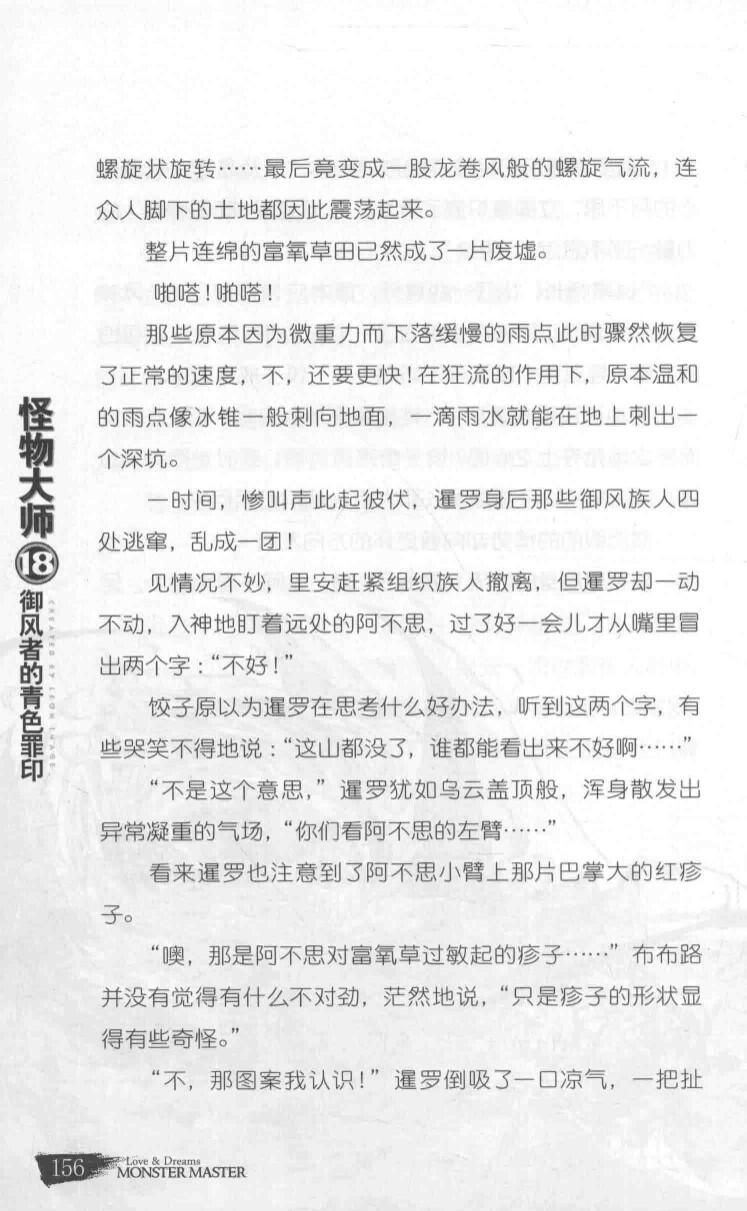 螺旋状旋转……最后竟变成一股龙卷风般的螺旋气流，连
众人脚下的土地都因此震荡起来。
整片连绵的富氧草田已然成了一片废墟。
啪嗒！啪嗒！
那些原本因为微重力而下落缓慢的雨点此时骤然恢复
了正常的速度，不，还要更快！在狂流的作用下，原本温和
的雨点像冰锥一般刺向地面，一滴雨水就能在地上刺出一
个深坑。
一时间，惨叫声此起彼伏，暹罗身后那些御风族人四
处逃窜，乱成一团！
见情况不妙，里安赶紧组织族人撤离，但暹罗却一动
不动，入神地盯着远处的阿不思，过了好一会儿才从嘴里冒
出两个字：“不好！”
饺子原以为暹罗在思考什么好办法，听到这两个字，有
些哭笑不得地说：“这山都没了，谁都能看出来不好啊……”
“不是这个意思，”暹罗犹如乌云盖顶般，浑身散发出
异常凝重的气场，“你们看阿不思的左臂……”
看来暹罗也注意到了阿不思小臂上那片巴掌大的红疹
子。
“噢，那是阿不思对富氧草过敏起的疹子……”布布路
并没有觉得有什么不对劲，茫然地说，“只是疹子的形状显
得有些奇怪。”
“不，那图案我认识！”暹罗倒吸了一口凉气，一把扯
怪物大师
18
御风者的青色罪印
CREATED BY LEON IMAGE
156
Love & Dreams
MONSTER MASTER